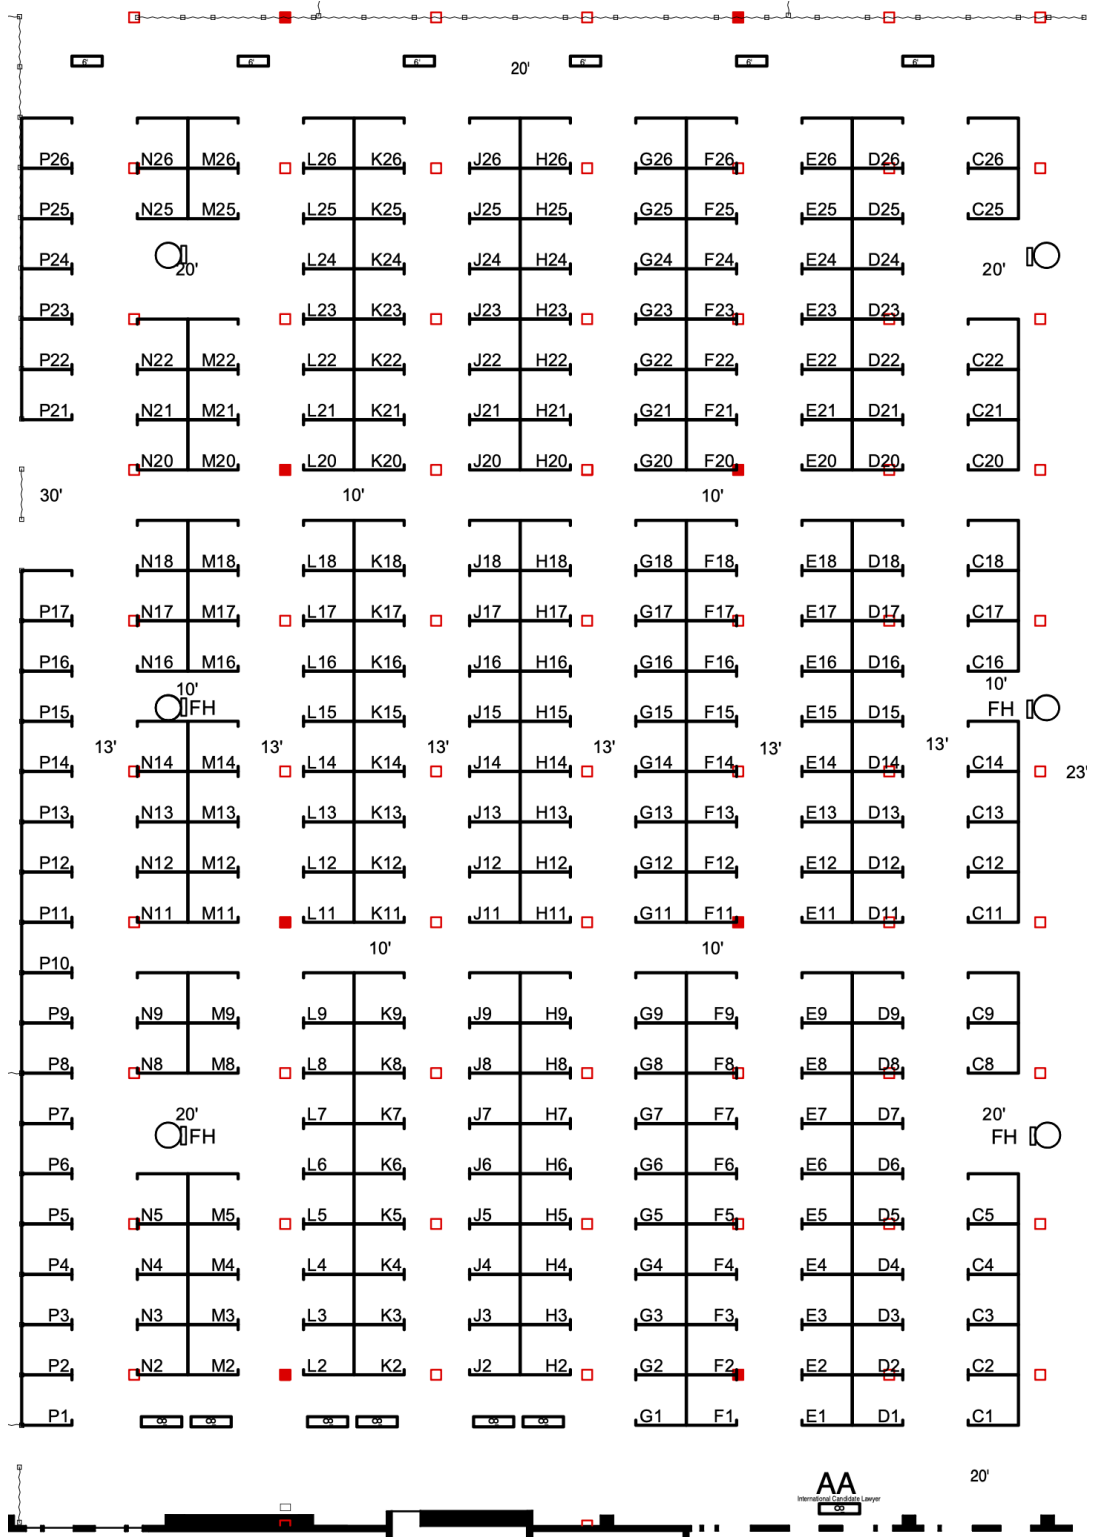 6' 6' 6' 6' 6' 6'
20'
P26 N26 M26 L26 K26 J26 H26 G26 F26 E26 D26 C26
P25 N25 M25 L25 K25 J25 H25 G25 F25 E25 D25 C25
P24 20' L24 K24 J24 H24 G24 F24 E24 D24 20'
P23 L23 K23 J23 H23 G23 F23 E23 D23
P22 N22 M22 L22 K22 J22 H22 G22 F22 E22 D22 C22
P21 N21 M21 L21 K21 J21 H21 G21 F21 E21 D21 C21
N20 M20 L20 K20 J20 H20 G20 F20 E20 D20 C20
30' 10' 10'
N18 M18 L18 K18 J18 H18 G18 F18 E18 D18 C18
P17 N17 M17 L17 K17 J17 H17 G17 F17 E17 D17 C17
P16 N16 M16 L16 K16 J16 H16 G16 F16 E16 D16 C16
10' 10'
P15 FH L15 K15 J15 H15 G15 F15 E15 D15 FH
13' 13' 13' 13' 13' 13'
P14 N14 M14 L14 K14 J14 H14 G14 F14 E14 D14 C14 23'
P13 N13 M13 L13 K13 J13 H13 G13 F13 E13 D13 C13
P12 N12 M12 L12 K12 J12 H12 G12 F12 E12 D12 C12
P11 N11 M11 L11 K11 J11 H11 G11 F11 E11 D11 C11
10' 10'
P10
P9 N9 M9 L9 K9 J9 H9 G9 F9 E9 D9 C9
P8 N8 M8 L8 K8 J8 H8 G8 F8 E8 D8 C8
P7 20' L7 K7 J7 H7 G7 F7 E7 D7 20'
FH FH
P6 L6 K6 J6 H6 G6 F6 E6 D6
P5 N5 M5 L5 K5 J5 H5 G5 F5 E5 D5 C5
P4 N4 M4 L4 K4 J4 H4 G4 F4 E4 D4 C4
P3 N3 M3 L3 K3 J3 H3 G3 F3 E3 D3 C3
P2 N2 M2 L2 K2 J2 H2 G2 F2 E2 D2 C2
P1 G1 F1 E1 D1 C1
20'
AA
International Candidate Lawyer